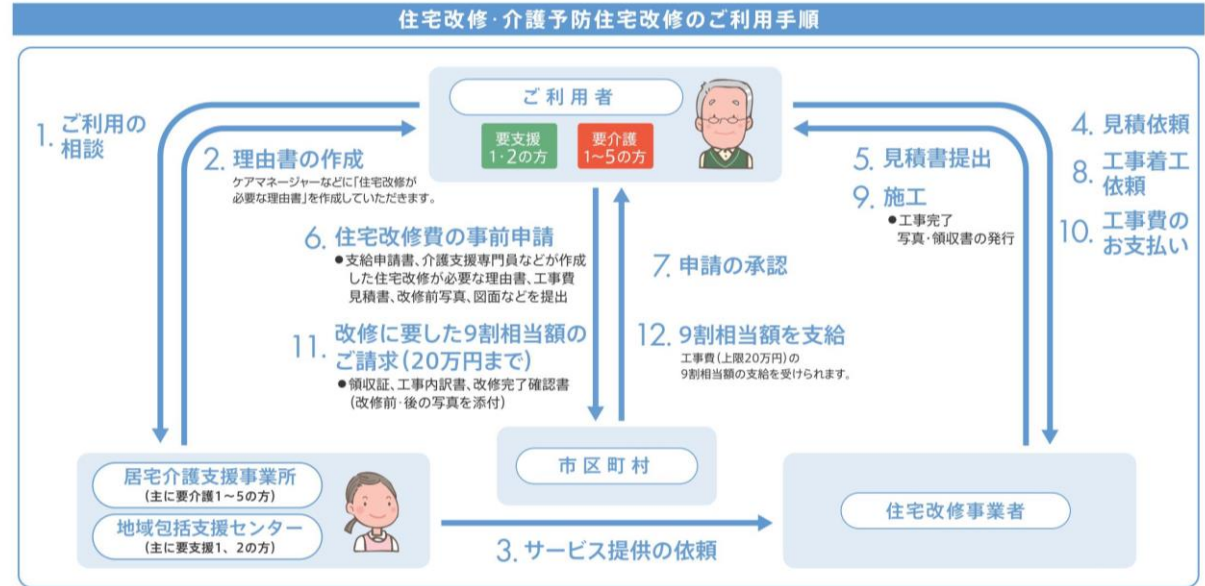 住宅改修･介護予防住宅改修のご利用手順
ご利用者
要支援
1･2の方
要介護
1〜5の方
1. ご利用の
相談
2. 理由書の作成
ケアマネージャーなどに｢住宅改修が
必要な理由書｣を作成していただきます。
4. 見積依頼
8. 工事着工
依頼
10. 工事費の
お支払い
5. 見積書提出
9. 施工
●工事完了
写真･領収書の発行
6. 住宅改修費の事前申請
●支給申請書、介護支援専門員などが作成
した住宅改修が必要な理由書、工事費
見積書、改修前写真、図面などを提出
7. 申請の承認
11. 改修に要した9割相当額の
ご請求(20万円まで)
●領収証、工事内訳書、改修完了確認書
(改修前･後の写真を添付)
12. 9割相当額を支給
工事費(上限20万円)の
9割相当額の支給を受けられます。
居宅介護支援事業所
(主に要介護1〜5の方)
地域包括支援センター
(主に要支援1、2の方)
市区町村
住宅改修事業者
3. サービス提供の依頼